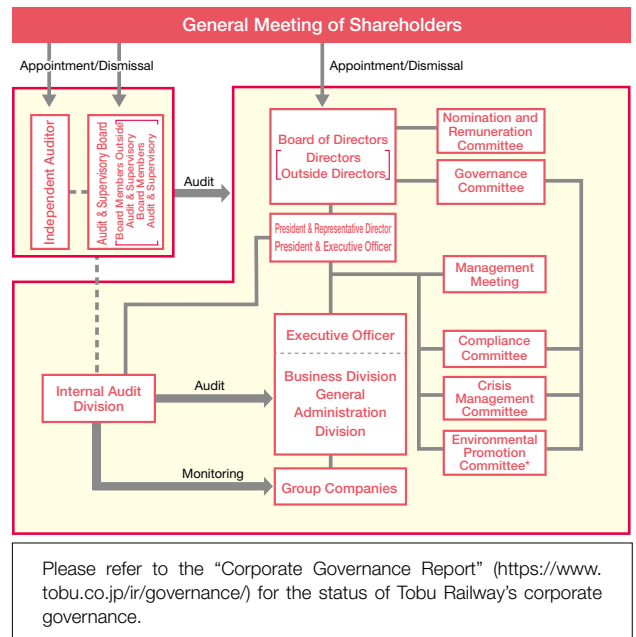 General Meeting of Shareholders
Appointment/Dismissal
Appointment/Dismissal
Independent Auditor
Audit & Supervisory Board
Board Members Outside
Audit & Supervisory
Board Members
Audit & Supervisory
Audit
Board of Directors
Directors
Outside Directors
Nomination and
Remuneration
Committee
Governance
Committee
President & Representative Director
President & Executive Officer
Management
Meeting
Executive Officer
Business Division
General
Administration
Division
Compliance
Committee
Crisis
Management
Committee
Environmental
Promotion
Committee*
Internal Audit
Division
Audit
Monitoring
Group Companies
Please refer to the “Corporate Governance Report” (https://www.
tobu.co.jp/ir/governance/) for the status of Tobu Railway’s corporate
governance.